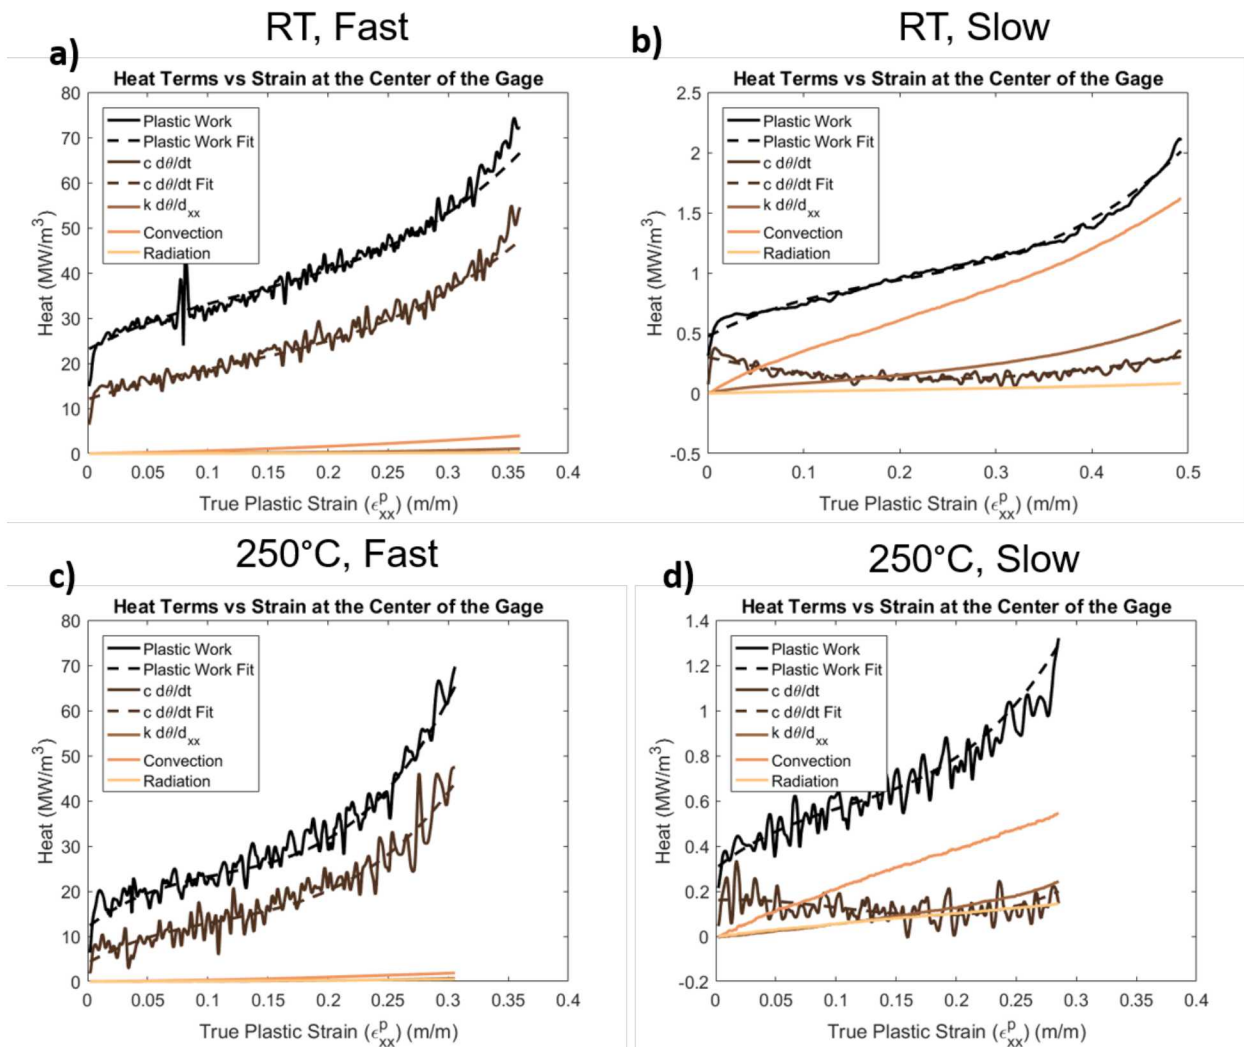 RT, Fast
a)
Heat Terms vs Strain at the Center of the Gage
80
70
60
50
40
30
20
10
0
Heat (MW/m³)
Plastic Work
Plastic Work Fit
c dθ/dt
c dθ/dt Fit
k dθ/d_xx
Convection
Radiation
0 0.05 0.1 0.15 0.2 0.25 0.3 0.35 0.4
True Plastic Strain (ϵ^p_xx) (m/m)
RT, Slow
b)
Heat Terms vs Strain at the Center of the Gage
2.5
2
1.5
1
0.5
0
-0.5
Heat (MW/m³)
Plastic Work
Plastic Work Fit
c dθ/dt
c dθ/dt Fit
k dθ/d_xx
Convection
Radiation
0 0.1 0.2 0.3 0.4 0.5
True Plastic Strain (ϵ^p_xx) (m/m)
250°C, Fast
c)
Heat Terms vs Strain at the Center of the Gage
80
70
60
50
40
30
20
10
0
Heat (MW/m³)
Plastic Work
Plastic Work Fit
c dθ/dt
c dθ/dt Fit
k dθ/d_xx
Convection
Radiation
0 0.05 0.1 0.15 0.2 0.25 0.3 0.35 0.4
True Plastic Strain (ϵ^p_xx) (m/m)
250°C, Slow
d)
Heat Terms vs Strain at the Center of the Gage
1.4
1.2
1
0.8
0.6
0.4
0.2
0
-0.2
Heat (MW/m³)
Plastic Work
Plastic Work Fit
c dθ/dt
c dθ/dt Fit
k dθ/d_xx
Convection
Radiation
0 0.05 0.1 0.15 0.2 0.25 0.3 0.35 0.4
True Plastic Strain (ϵ^p_xx) (m/m)